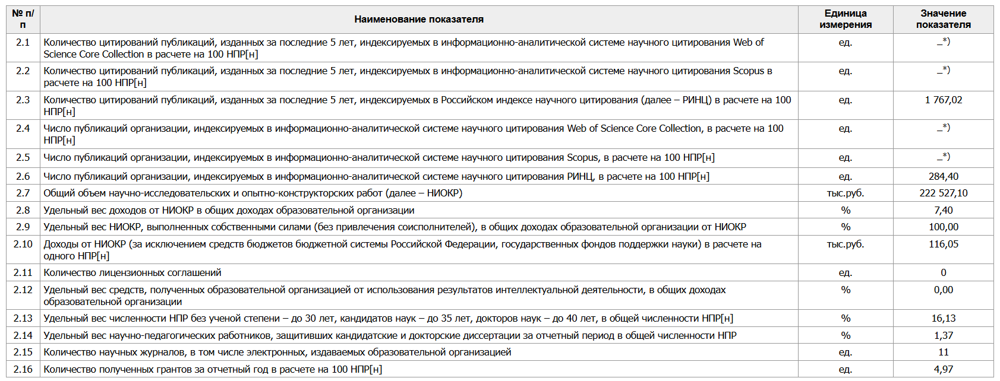 № п/п Наименование показателя Единица измерения Значение показателя
2.1 Количество цитирований публикаций, изданных за последние 5 лет, индексируемых в информационно-аналитической системе научного цитирования Web of
Science Core Collection в расчете на 100 НПР[н] ед. –*)
2.2 Количество цитирований публикаций, изданных за последние 5 лет, индексируемых в информационно-аналитической системе научного цитирования Scopus в
расчете на 100 НПР[н] ед. –*)
2.3 Количество цитирований публикаций, изданных за последние 5 лет, индексируемых в Российском индексе научного цитирования (далее – РИНЦ) в расчете на 100
НПР[н] ед. 1 767,02
2.4 Число публикаций организации, индексируемых в информационно-аналитической системе научного цитирования Web of Science Core Collection, в расчете на 100
НПР[н] ед. –*)
2.5 Число публикаций организации, индексируемых в информационно-аналитической системе научного цитирования Scopus, в расчете на 100 НПР[н] ед. –*)
2.6 Число публикаций организации, индексируемых в информационно-аналитической системе научного цитирования РИНЦ, в расчете на 100 НПР[н] ед. 284,40
2.7 Общий объем научно-исследовательских и опытно-конструкторских работ (далее – НИОКР) тыс.руб. 222 527,10
2.8 Удельный вес доходов от НИОКР в общих доходах образовательной организации % 7,40
2.9 Удельный вес НИОКР, выполненных собственными силами (без привлечения соисполнителей), в общих доходах образовательной организации от НИОКР % 100,00
2.10 Доходы от НИОКР (за исключением средств бюджетов бюджетной системы Российской Федерации, государственных фондов поддержки науки) в расчете на
одного НПР[н] тыс.руб. 116,05
2.11 Количество лицензионных соглашений ед. 0
2.12 Удельный вес средств, полученных образовательной организацией от использования результатов интеллектуальной деятельности, в общих доходах
образовательной организации % 0,00
2.13 Удельный вес численности НПР без ученой степени – до 30 лет, кандидатов наук – до 35 лет, докторов наук – до 40 лет, в общей численности НПР[н] % 16,13
2.14 Удельный вес научно-педагогических работников, защитивших кандидатские и докторские диссертации за отчетный период в общей численности НПР % 1,37
2.15 Количество научных журналов, в том числе электронных, издаваемых образовательной организацией ед. 11
2.16 Количество полученных грантов за отчетный год в расчете на 100 НПР[н] ед. 4,97